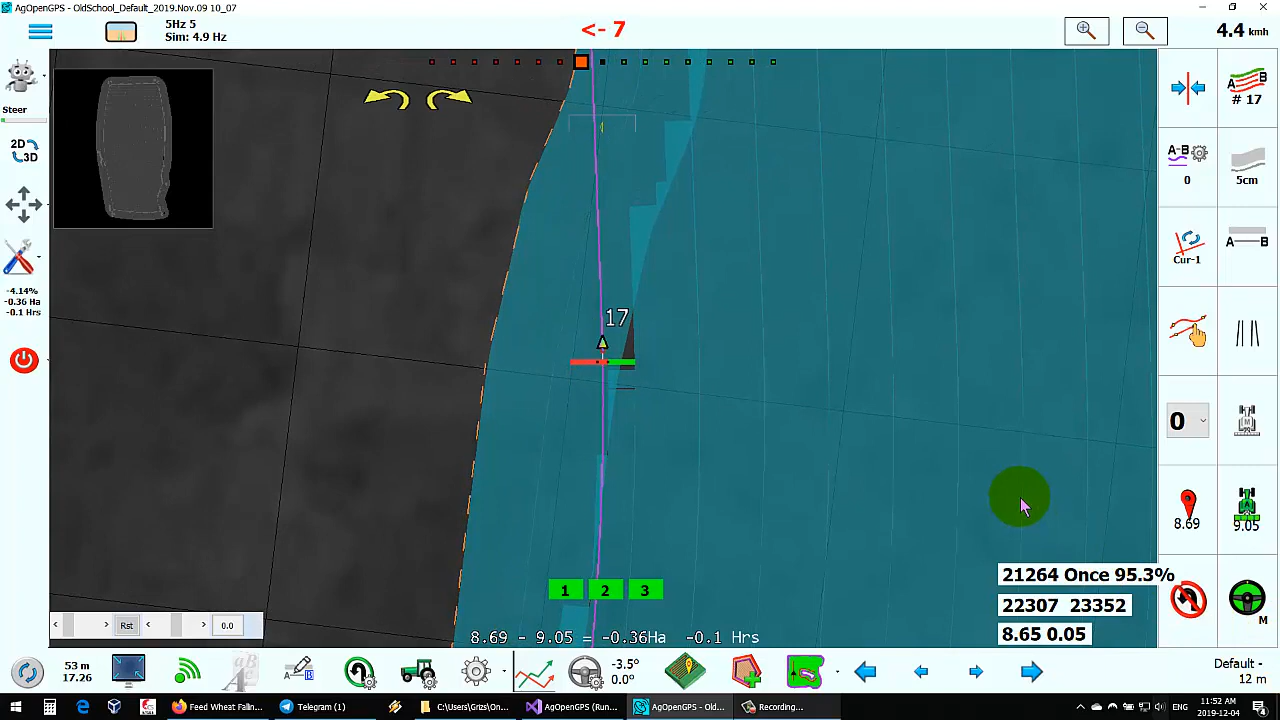 AgOpenGPS - OldSchool_Default_2019.Nov.09 10_07
5Hz 5
Sim: 4.9 Hz
<- 7
4.4 kmh
Steer
2D
3D
-4.14%
-0.36 Ha
-0.1 Hrs
A B
# 17
A-B
0
5cm
Cur-1
A B
0
M
8.69
9.05
M
17
1 2 3
21264 Once 95.3%
22307 23352
8.65 0.05
< > Rst < > 0.0
8.69 - 9.05 = -0.36Ha -0.1 Hrs
53 m
17.26
-3.5°
0.0°
Default -
12 m
Feed Wheat Fallin...
Telegram (1)
C:\Users\Grizs\On...
AgOpenGPS (Run...
AgOpenGPS - Old...
Recording...
11:52 AM
2019-12-04